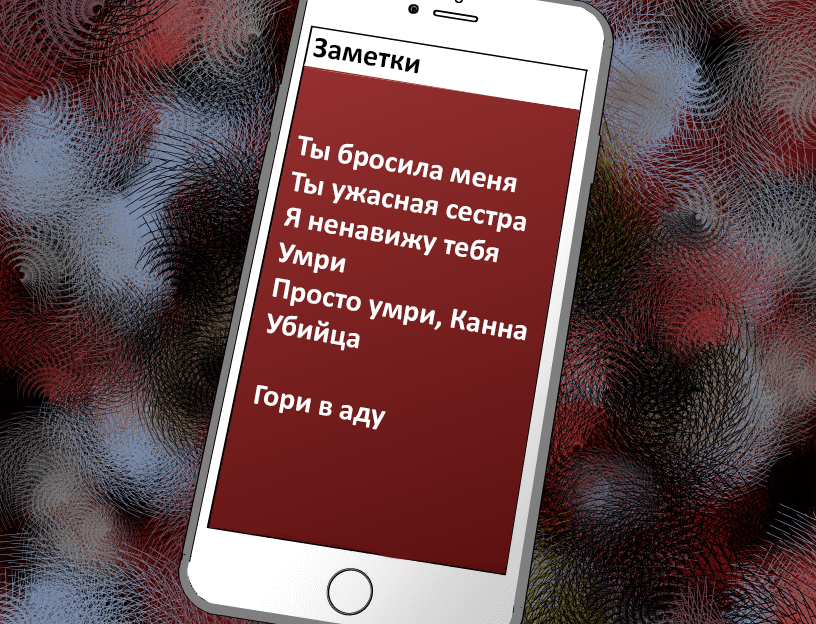 Заметки
Ты бросила меня
Ты ужасная сестра
Я ненавижу тебя
Умри
Просто умри, Канна
Убийца
Гори в аду